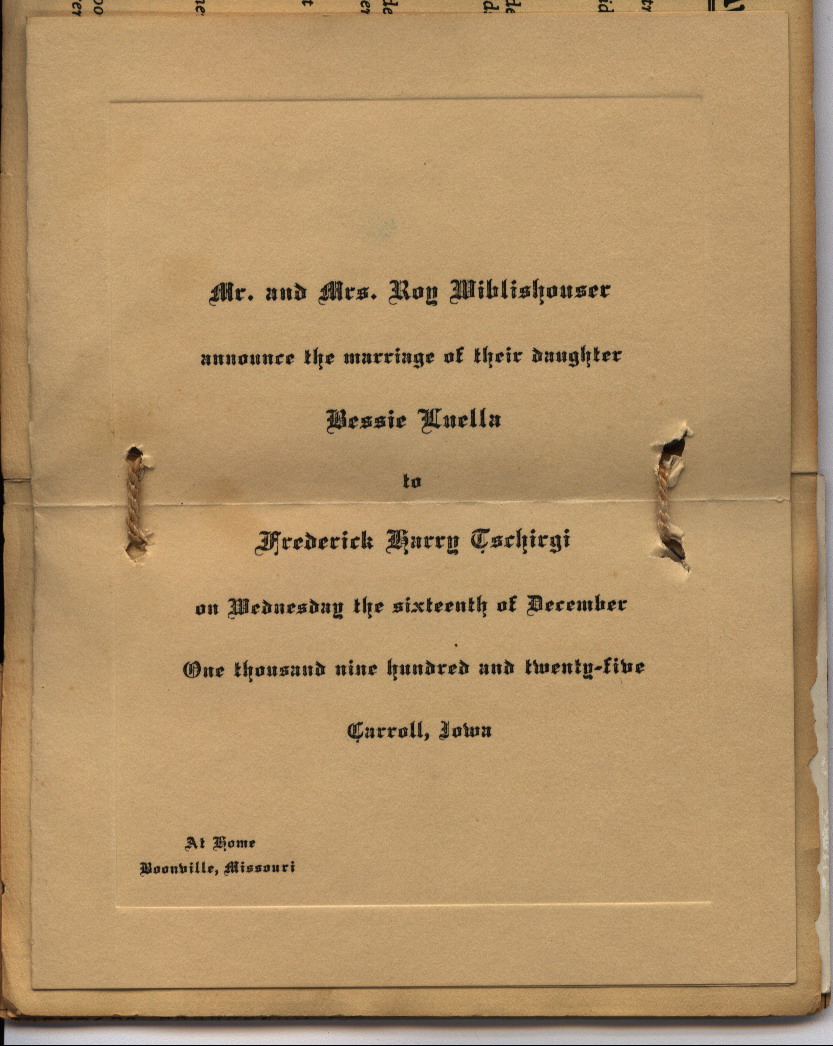 Mr. and Mrs. Roy Wiblishouser
announce the marriage of their daughter
Bessie Luella
to
Frederick Harry Tschirgi
on Wednesday the sixteenth of December
One thousand nine hundred and twenty-five
Carroll, Iowa
At Home
Boonville, Missouri